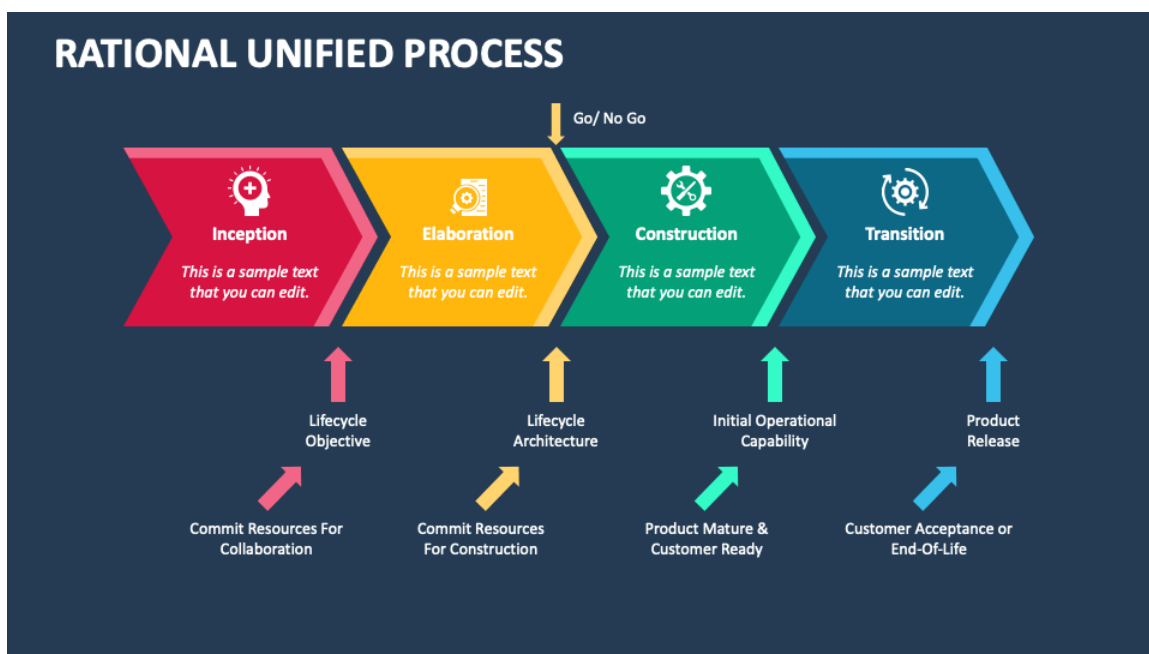 RATIONAL UNIFIED PROCESS
Go/ No Go
Inception
This is a sample text
that you can edit.
Elaboration
This is a sample text
that you can edit.
Construction
This is a sample text
that you can edit.
Transition
This is a sample text
that you can edit.
Lifecycle
Objective
Lifecycle
Architecture
Initial Operational
Capability
Product
Release
Commit Resources For
Collaboration
Commit Resources
For Construction
Product Mature &
Customer Ready
Customer Acceptance or
End-Of-Life